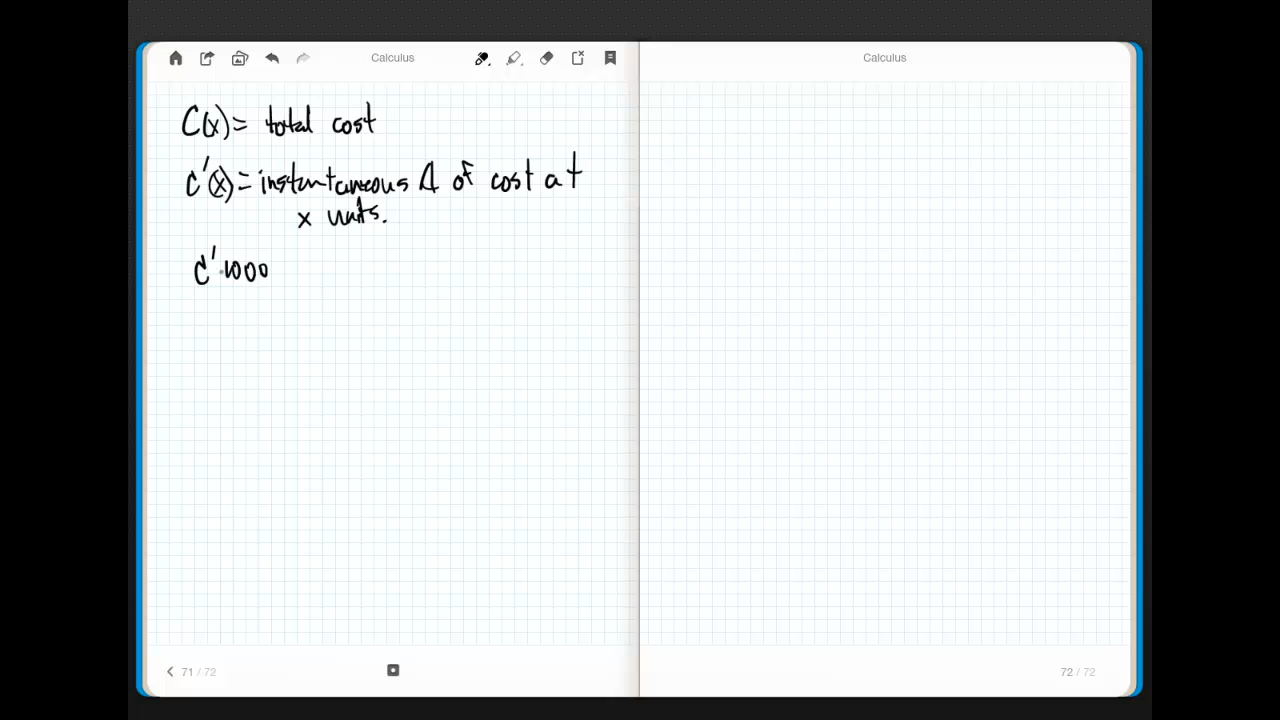 Calculus
Calculus
C(x) = total cost
C'(x) = instantaneous Δ of cost at
x units.
C' 1000
71 / 72
72 / 72